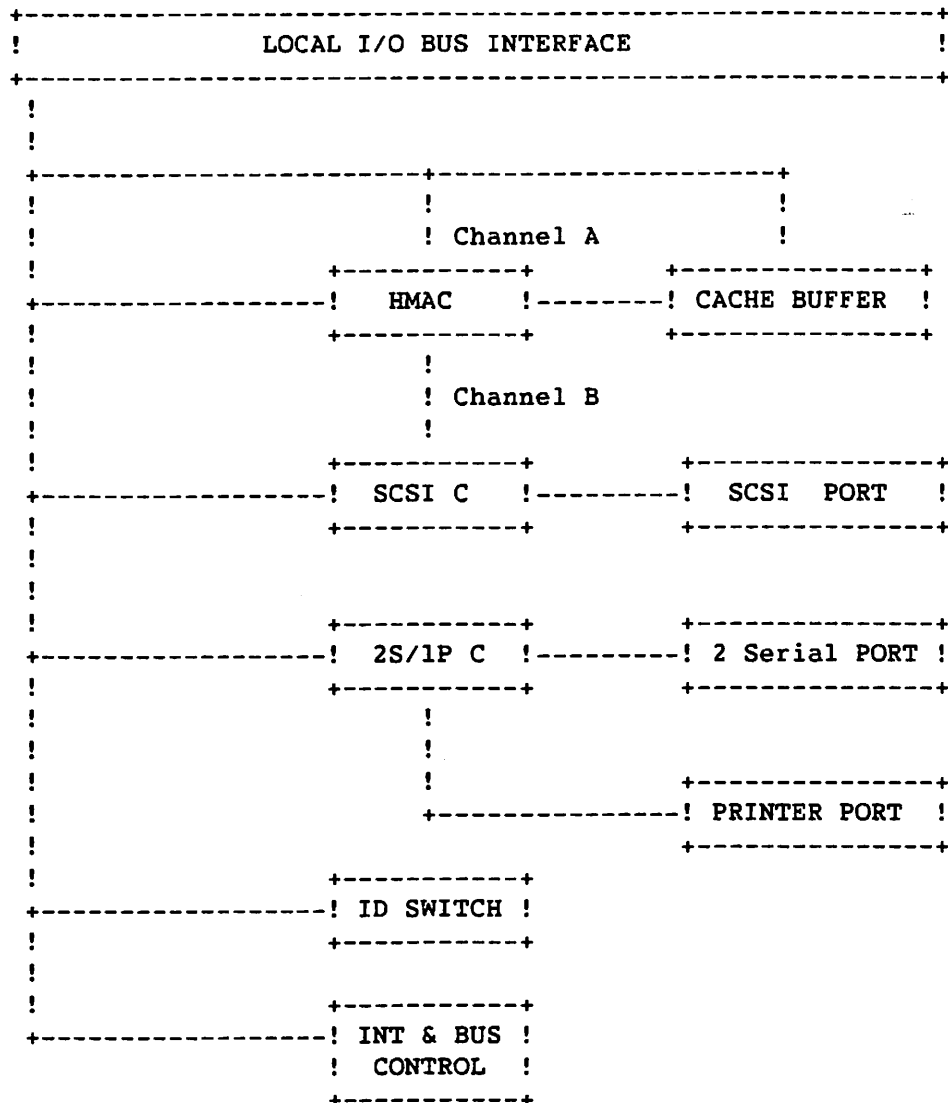 LOCAL I/O BUS INTERFACE
Channel A
HMAC
CACHE BUFFER
Channel B
SCSI C
SCSI PORT
2S/1P C
2 Serial PORT
PRINTER PORT
ID SWITCH
INT & BUS
CONTROL